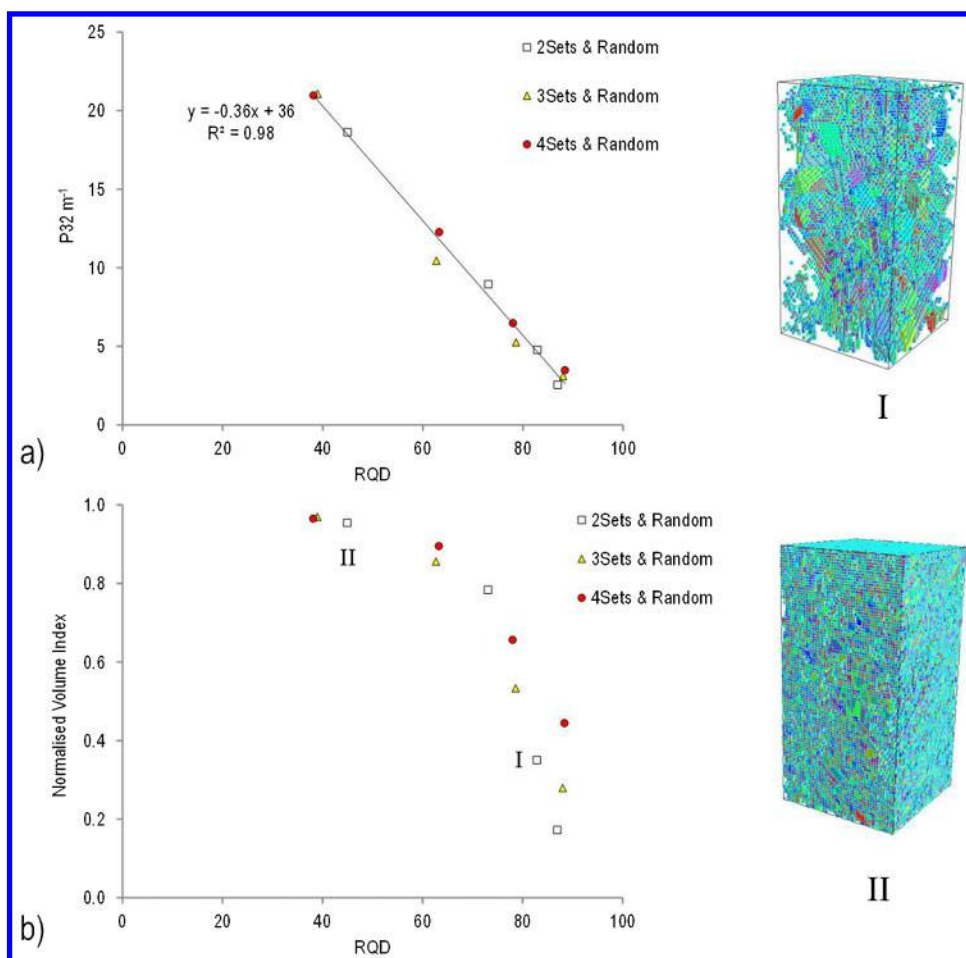 25
20
15
10
5
0
P32 m⁻¹
y = -0.36x + 36
R² = 0.98
2Sets & Random
3Sets & Random
4Sets & Random
0 20 40 60 80 100
RQD
a)
I
1.0
0.8
0.6
0.4
0.2
0.0
Normalised Volume Index
2Sets & Random
3Sets & Random
4Sets & Random
II
I
0 20 40 60 80 100
RQD
b)
II